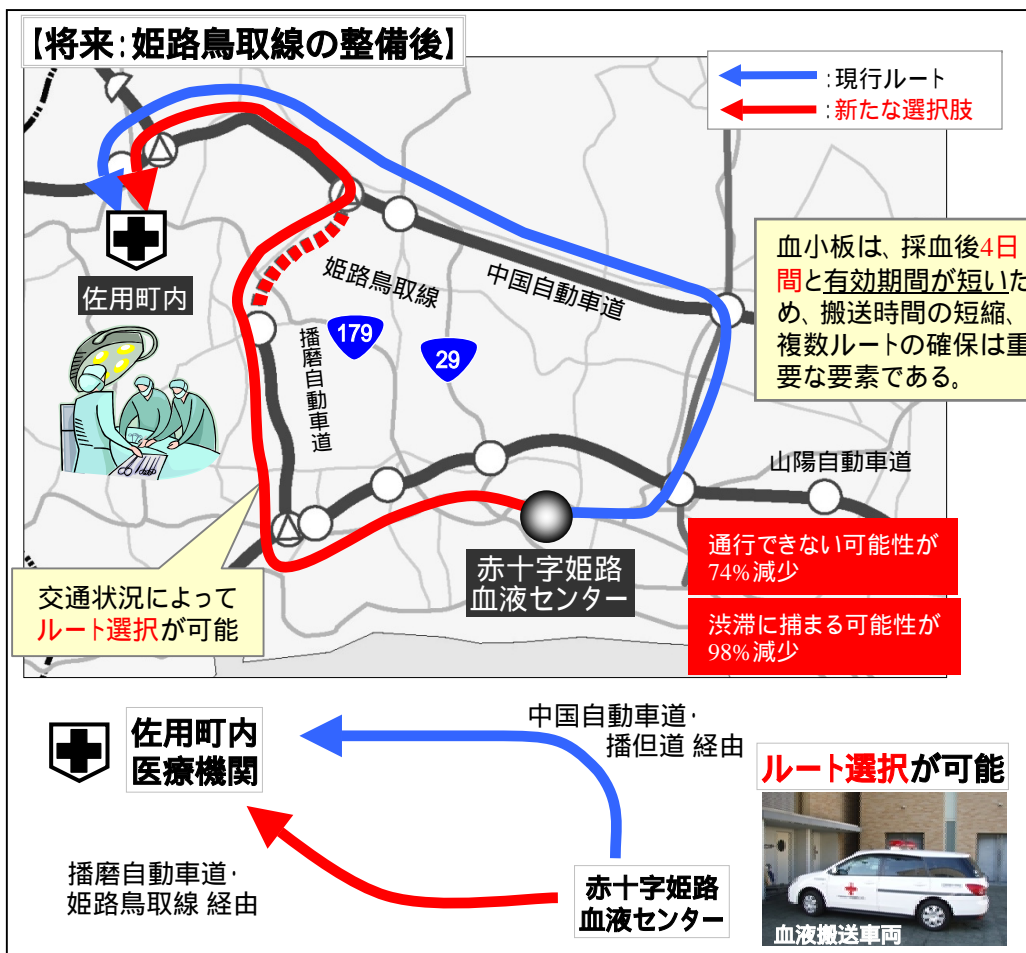 【将来：姫路鳥取線の整備後】
：現行ルート
：新たな選択肢
血小板は、採血後4日
間と有効期間が短いた
め、搬送時間の短縮、
複数ルートの確保は重
要な要素である。
佐用町内
姫路鳥取線
中国自動車道
179
29
播磨自動車道
山陽自動車道
赤十字姫路
血液センター
通行できない可能性が
74%減少
渋滞に捕まる可能性が
98%減少
交通状況によって
ルート選択が可能
佐用町内
医療機関
中国自動車道・
播但道 経由
ルート選択が可能
播磨自動車道・
姫路鳥取線 経由
赤十字姫路
血液センター
血液搬送車両